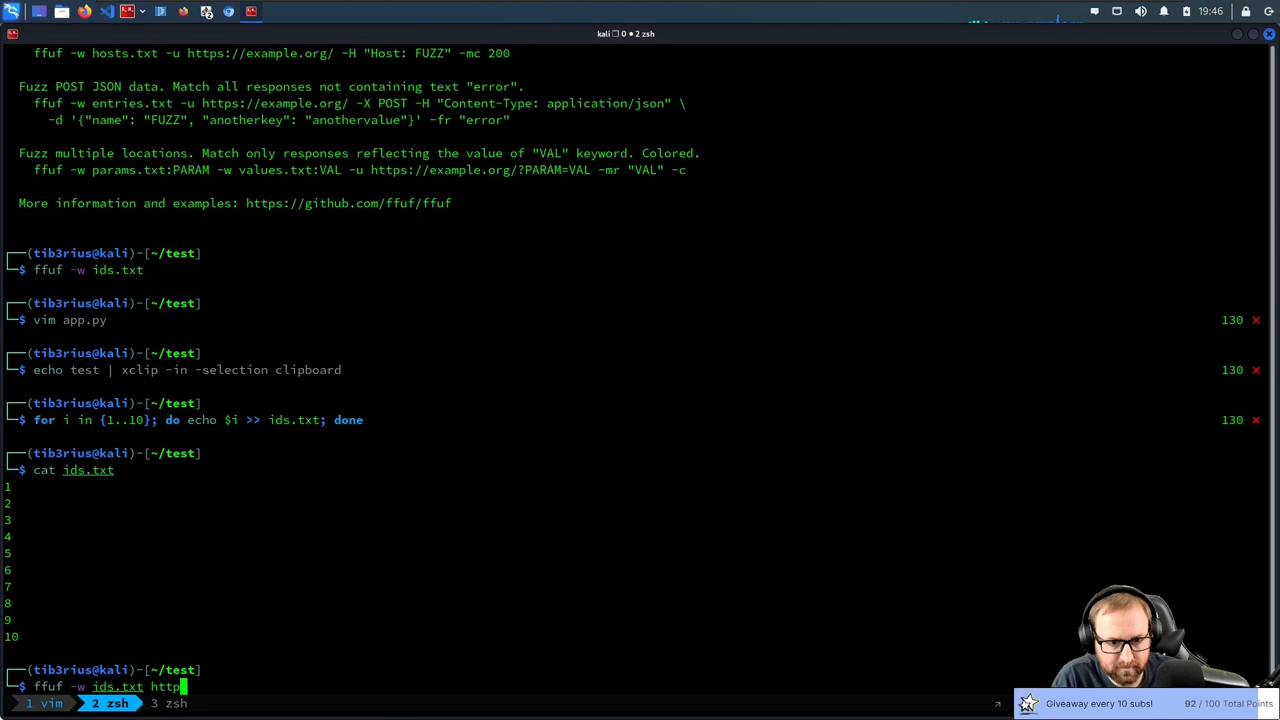 19:46
kali ❐ 0 ● 2 zsh
ffuf -w hosts.txt -u https://example.org/ -H "Host: FUZZ" -mc 200
Fuzz POST JSON data. Match all responses not containing text "error".
ffuf -w entries.txt -u https://example.org/ -X POST -H "Content-Type: application/json" \
-d '{"name": "FUZZ", "anotherkey": "anothervalue"}' -fr "error"
Fuzz multiple locations. Match only responses reflecting the value of "VAL" keyword. Colored.
ffuf -w params.txt:PARAM -w values.txt:VAL -u https://example.org/?PARAM=VAL -mr "VAL" -c
More information and examples: https://github.com/ffuf/ffuf
┌──(tib3rius@kali)-[~/test]
└─$ ffuf -w ids.txt
┌──(tib3rius@kali)-[~/test]
└─$ vim app.py 130 ⨯
┌──(tib3rius@kali)-[~/test]
└─$ echo test | xclip -in -selection clipboard 130 ⨯
┌──(tib3rius@kali)-[~/test]
└─$ for i in {1..10}; do echo $i >> ids.txt; done 130 ⨯
┌──(tib3rius@kali)-[~/test]
└─$ cat ids.txt
1
2
3
4
5
6
7
8
9
10
┌──(tib3rius@kali)-[~/test]
└─$ ffuf -w ids.txt http
1 vim 2 zsh 3 zsh ↗
Giveaway every 10 subs! 92 / 100 Total Points